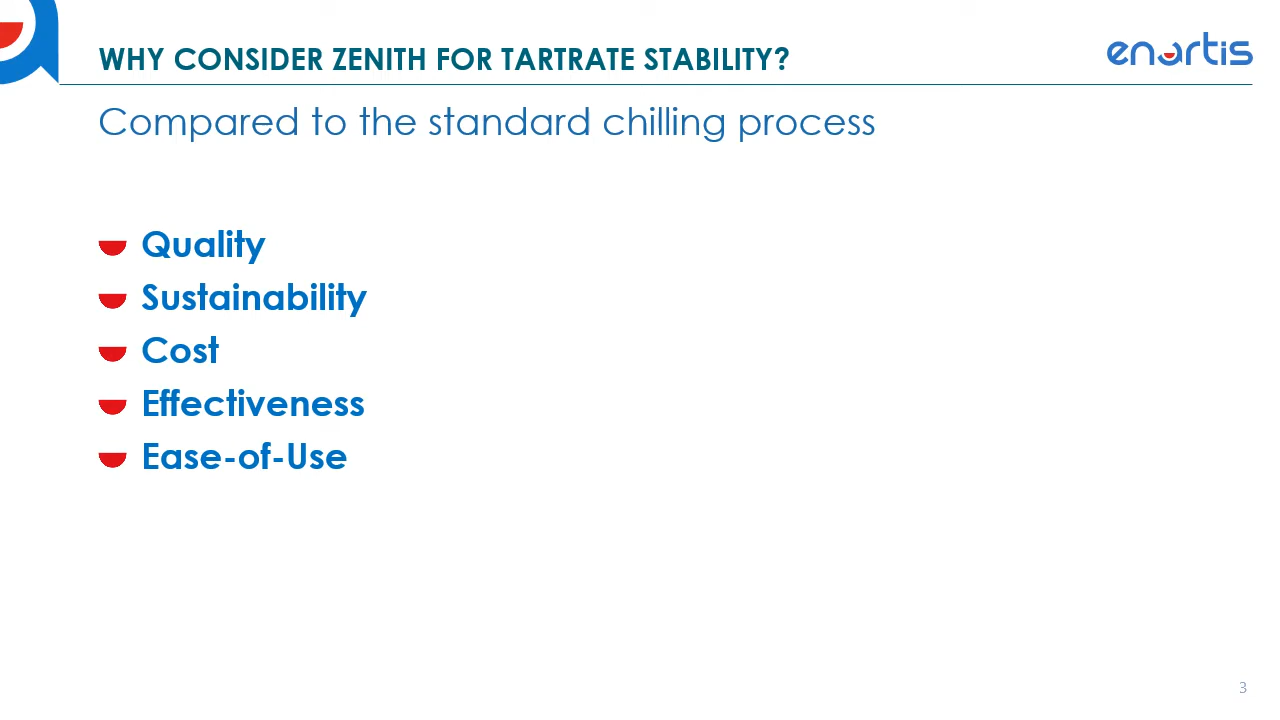 WHY CONSIDER ZENITH FOR TARTRATE STABILITY?
enartis
Compared to the standard chilling process
Quality
Sustainability
Cost
Effectiveness
Ease-of-Use
3